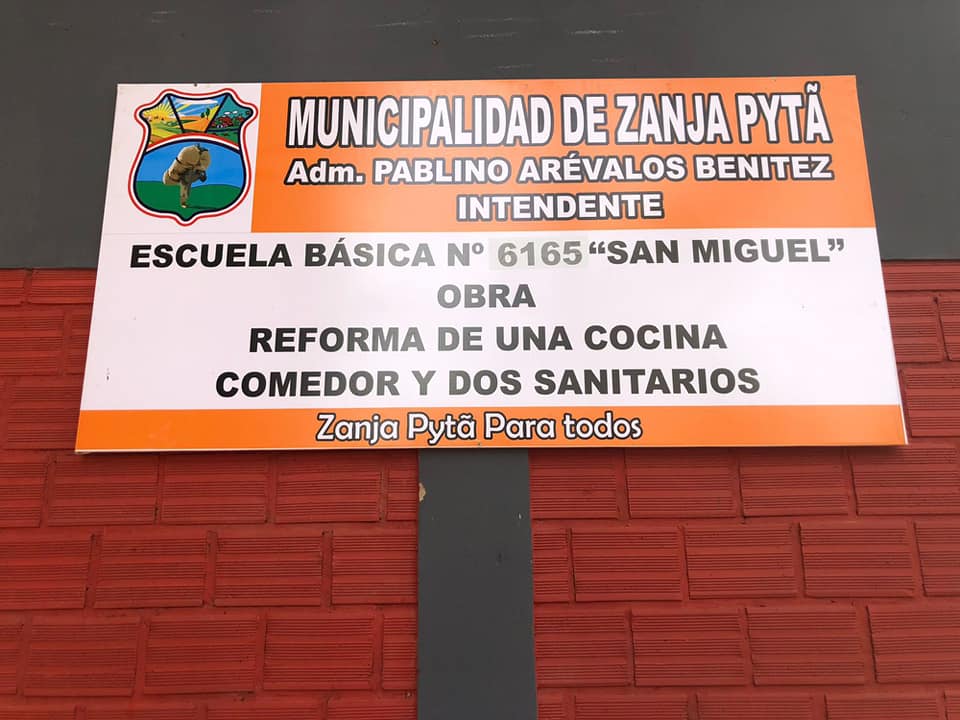 MUNICIPALIDAD DE ZANJA PYTÃ
Adm. PABLINO ARÉVALOS BENITEZ
INTENDENTE
ESCUELA BÁSICA Nº 6165 “SAN MIGUEL”
OBRA
REFORMA DE UNA COCINA
COMEDOR Y DOS SANITARIOS
Zanja Pytã Para todos